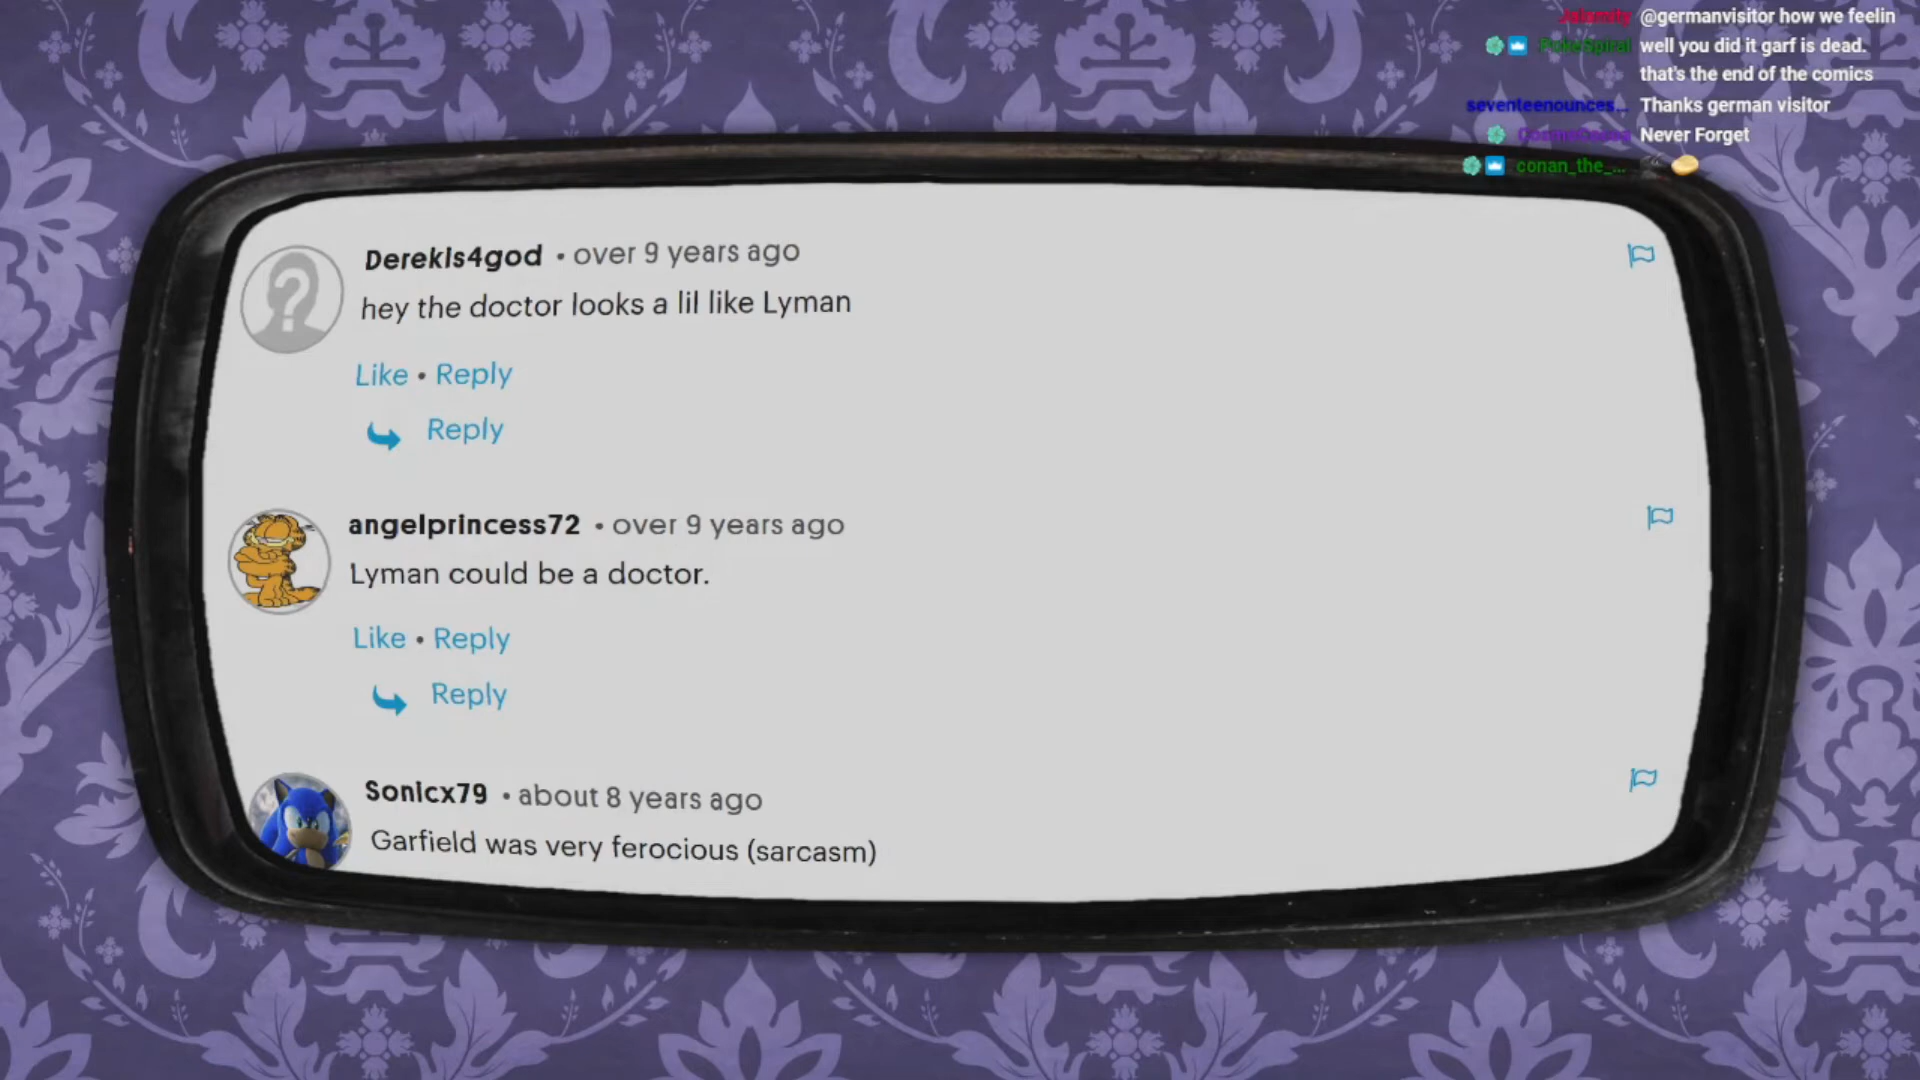 Jalamity @germanvisitor how we feelin
PokeSpiral well you did it garf is dead.
that's the end of the comics
seventeenounces... Thanks german visitor
Never Forget
conan_the_...
Derekis4god • over 9 years ago
hey the doctor looks a lil like Lyman
Like • Reply
Reply
angelprincess72 • over 9 years ago
Lyman could be a doctor.
Like • Reply
Reply
Sonicx79 • about 8 years ago
Garfield was very ferocious (sarcasm)